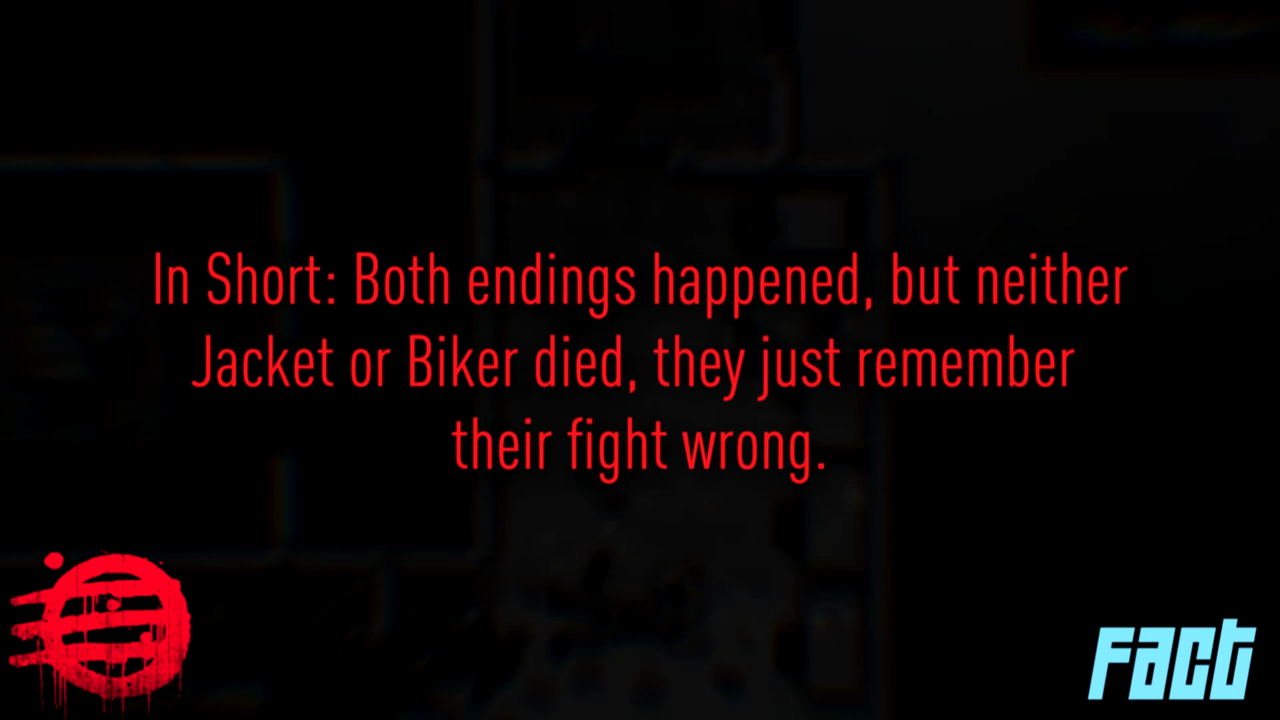 In Short: Both endings happened, but neither
Jacket or Biker died, they just remember
their fight wrong.
Fact